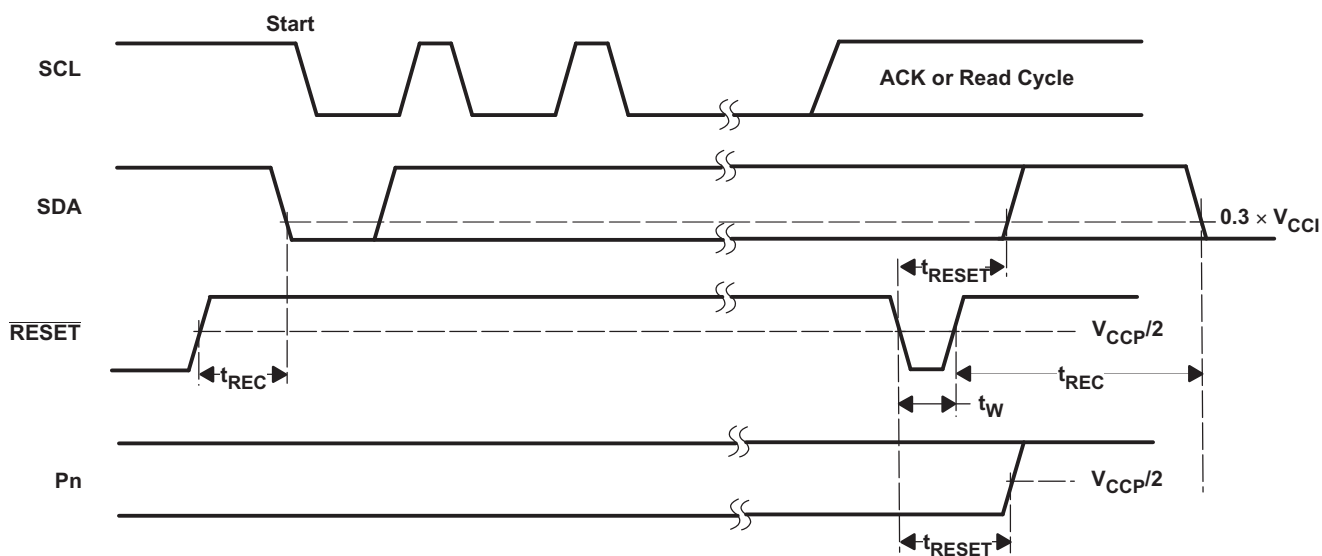 Start
SCL
ACK or Read Cycle
SDA
0.3 × VCCI
tRESET
RESET
VCCP/2
tREC
tREC
tW
Pn
VCCP/2
tRESET